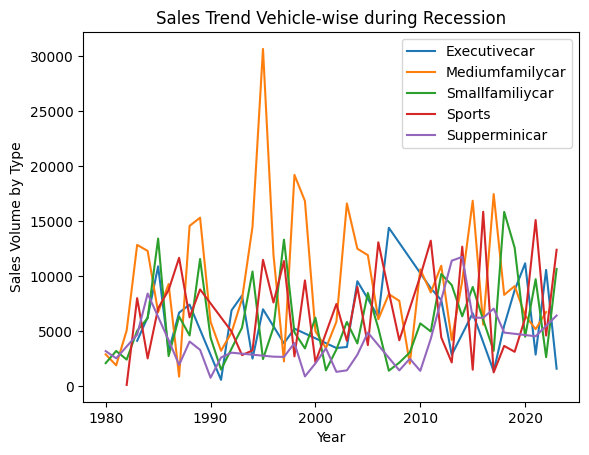 Sales Trend Vehicle-wise during Recession
Executivecar
Mediumfamilycar
Smallfamiliycar
Sports
Supperminicar
Sales Volume by Type
30000
25000
20000
15000
10000
5000
0
1980
1990
2000
2010
2020
Year